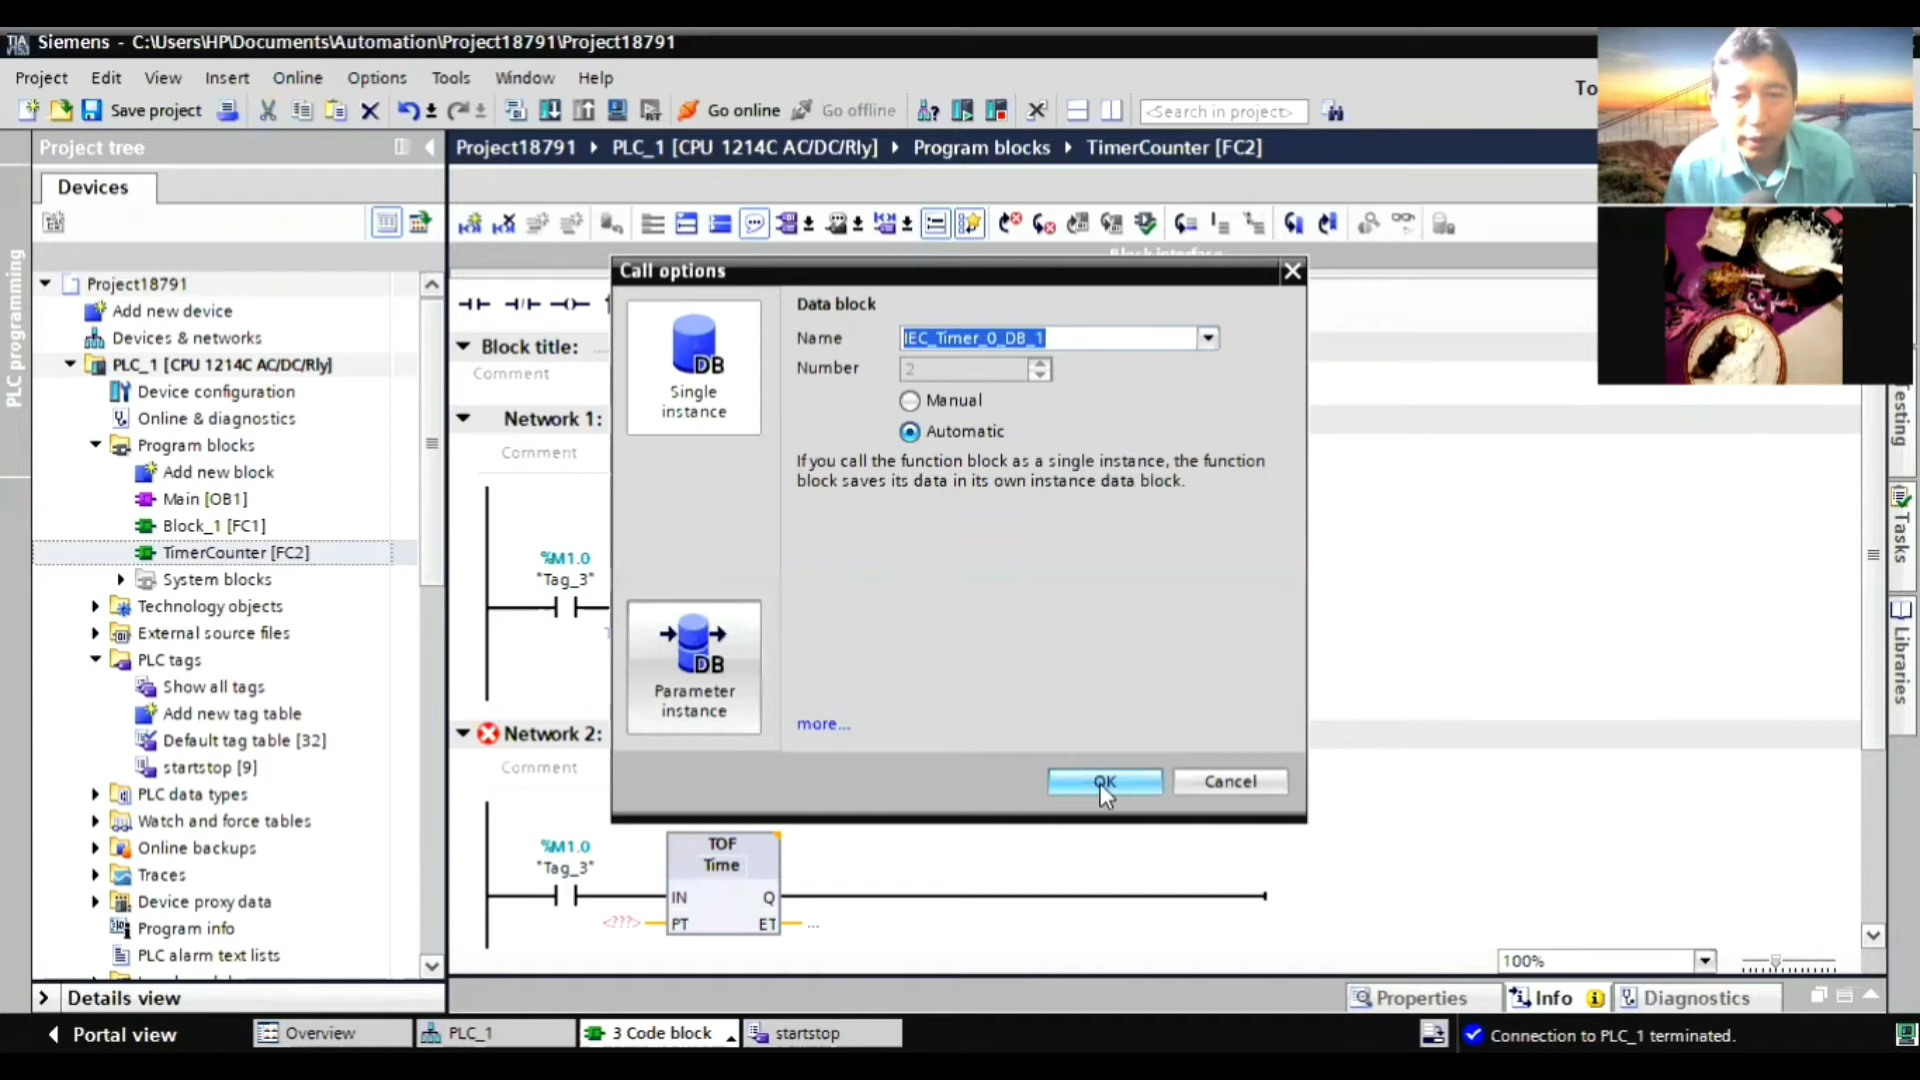 Siemens - C:\Users\HP\Documents\Automation\Project18791\Project18791
Project Edit View Insert Online Options Tools Window Help
To
Save project Go online Go offline <Search in project>
Project tree
Project18791 PLC_1 [CPU 1214C AC/DC/Rly] Program blocks TimerCounter [FC2]
Devices
PLC programming
Project18791
Add new device
Devices & networks
PLC_1 [CPU 1214C AC/DC/Rly]
Device configuration
Online & diagnostics
Program blocks
Add new block
Main [OB1]
Block_1 [FC1]
TimerCounter [FC2]
System blocks
Technology objects
External source files
PLC tags
Show all tags
Add new tag table
Default tag table [32]
startstop [9]
PLC data types
Watch and force tables
Online backups
Traces
Device proxy data
Program info
PLC alarm text lists
Details view
Block interface
Block title:
Comment
Network 1:
Comment
%M1.0
"Tag_3"
Network 2:
Comment
%M1.0
"Tag_3"
TOF
Time
IN Q
<???> PT ET ...
Call options
DB
Single
instance
DB
Parameter
instance
Data block
Name IEC_Timer_0_DB_1
Number 2
Manual
Automatic
If you call the function block as a single instance, the function
block saves its data in its own instance data block.
more...
OK Cancel
100%
Testing
Tasks
Libraries
Properties Info Diagnostics
Portal view Overview PLC_1 3 Code block startstop Connection to PLC_1 terminated.